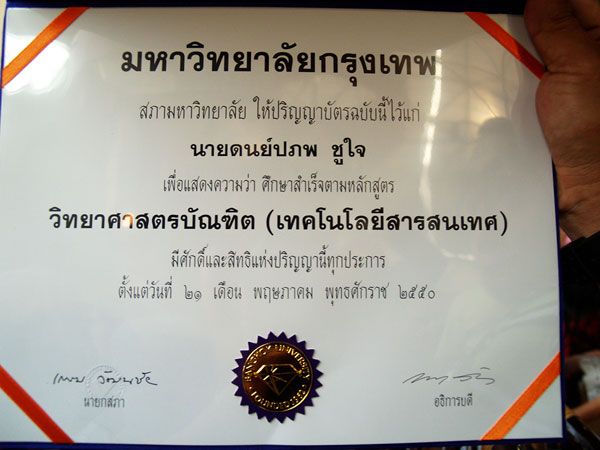 มหาวิทยาลัยกรุงเทพ
สภามหาวิทยาลัย ให้ปริญญาบัตรฉบับนี้ไว้แก่
นายดนย์ปภพ ชูใจ
เพื่อแสดงความว่า ศึกษาสำเร็จตามหลักสูตร
วิทยาศาสตรบัณฑิต (เทคโนโลยีสารสนเทศ)
มีศักดิ์และสิทธิแห่งปริญญานี้ทุกประการ
ตั้งแต่วันที่ ๒๑ เดือน พฤษภาคม พุทธศักราช ๒๕๕๐
BANGKOK UNIVERSITY
FOUNDED 1962
นายกสภา
อธิการบดี